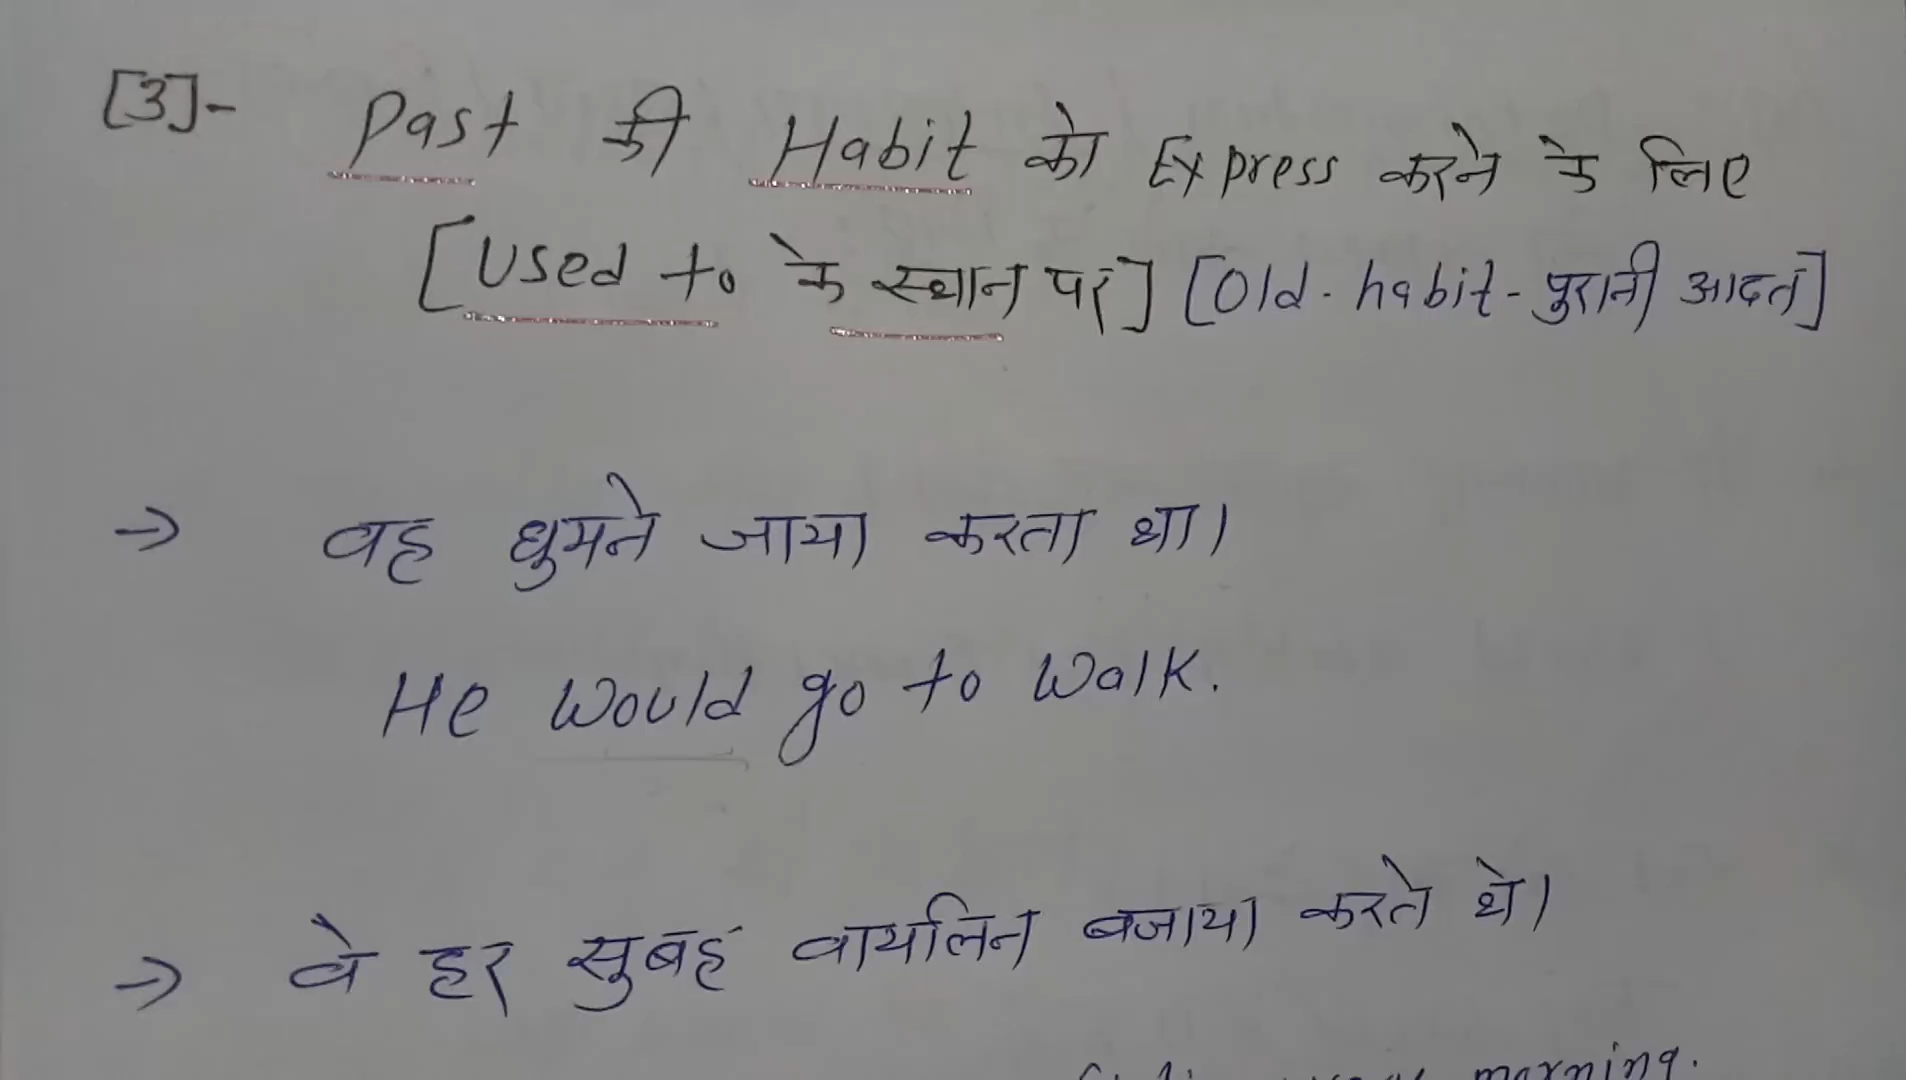 [3]- Past की Habit को Express करने के लिए
[Used to के स्थान पर] [Old - habit - पुरानी आदत]
→ वह घुमने जाया करता था।
He would go to walk.
→ वे हर सुबह वायलिन बजाया करते थे।
morning.